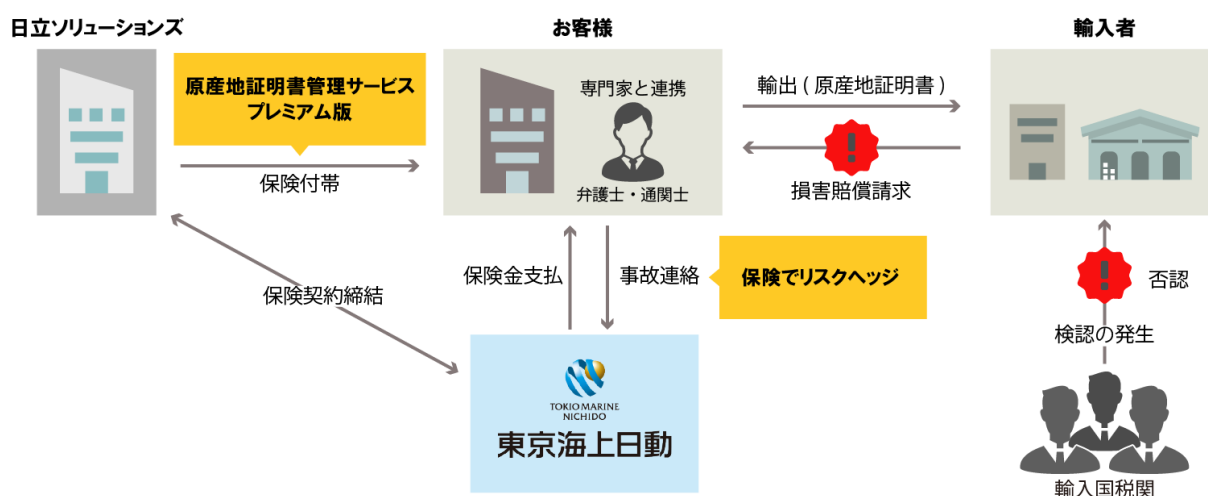 日立ソリューションズ
お客様
輸入者
原産地証明書管理サービス
プレミアム版
保険付帯
専門家と連携
弁護士・通関士
輸出(原産地証明書)
損害賠償請求
保険契約締結
保険金支払
事故連絡
保険でリスクヘッジ
否認
検認の発生
TOKIO MARINE
NICHIDO
東京海上日動
輸入国税関